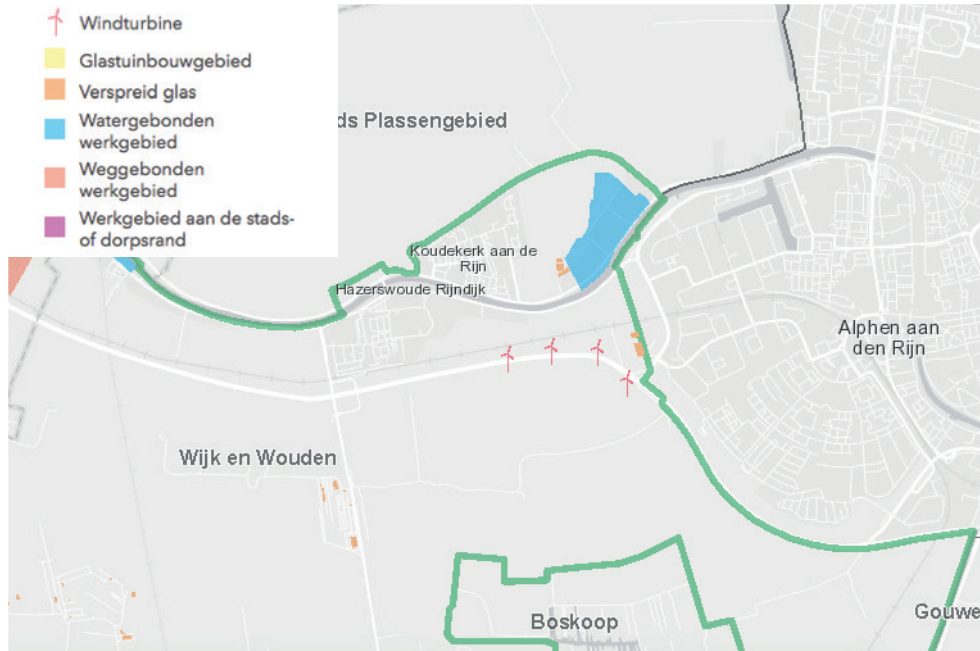 Windturbine
Glastuinbouwgebied
Verspreid glas
Watergebonden
werkgebied
Weggebonden
werkgebied
Werkgebied aan de stads-
of dorpsrand
ds Plassengebied
Koudekerk aan de
Rijn
Hazerswoude Rijndijk
Alphen aan
den Rijn
Wijk en Wouden
Boskoop
Gouwe